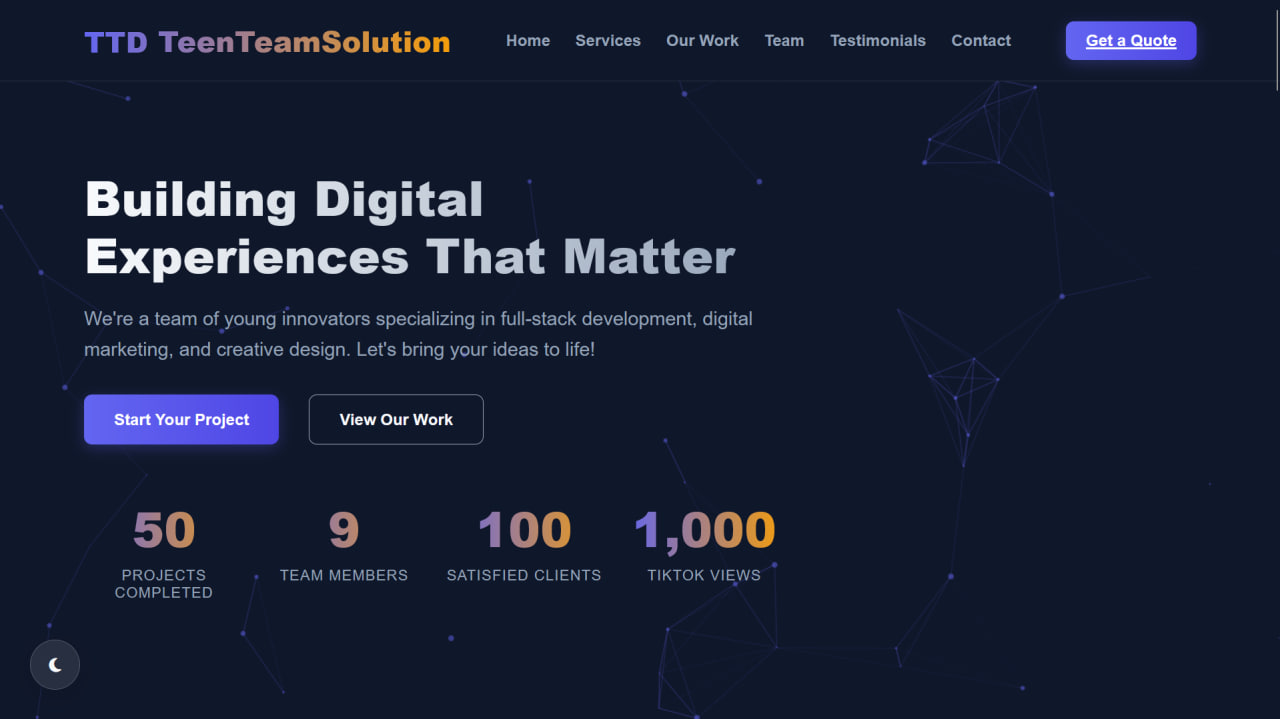 TTD TeenTeamSolution
Home
Services
Our Work
Team
Testimonials
Contact
Get a Quote
Building Digital
Experiences That Matter
We're a team of young innovators specializing in full-stack development, digital
marketing, and creative design. Let's bring your ideas to life!
Start Your Project
View Our Work
50
PROJECTS
COMPLETED
9
TEAM MEMBERS
100
SATISFIED CLIENTS
1,000
TIKTOK VIEWS